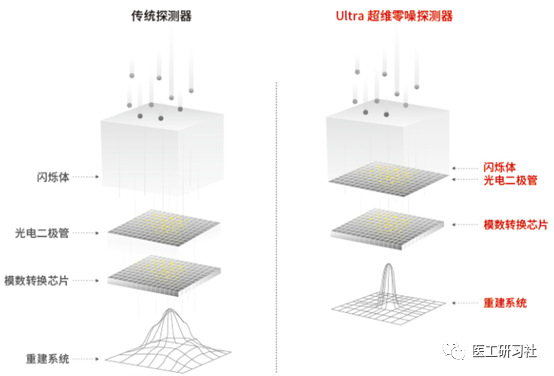 传统探测器
Ultra 超维零噪探测器
闪烁体
光电二极管
模数转换芯片
重建系统
闪烁体
光电二极管
模数转换芯片
重建系统
医工研习社